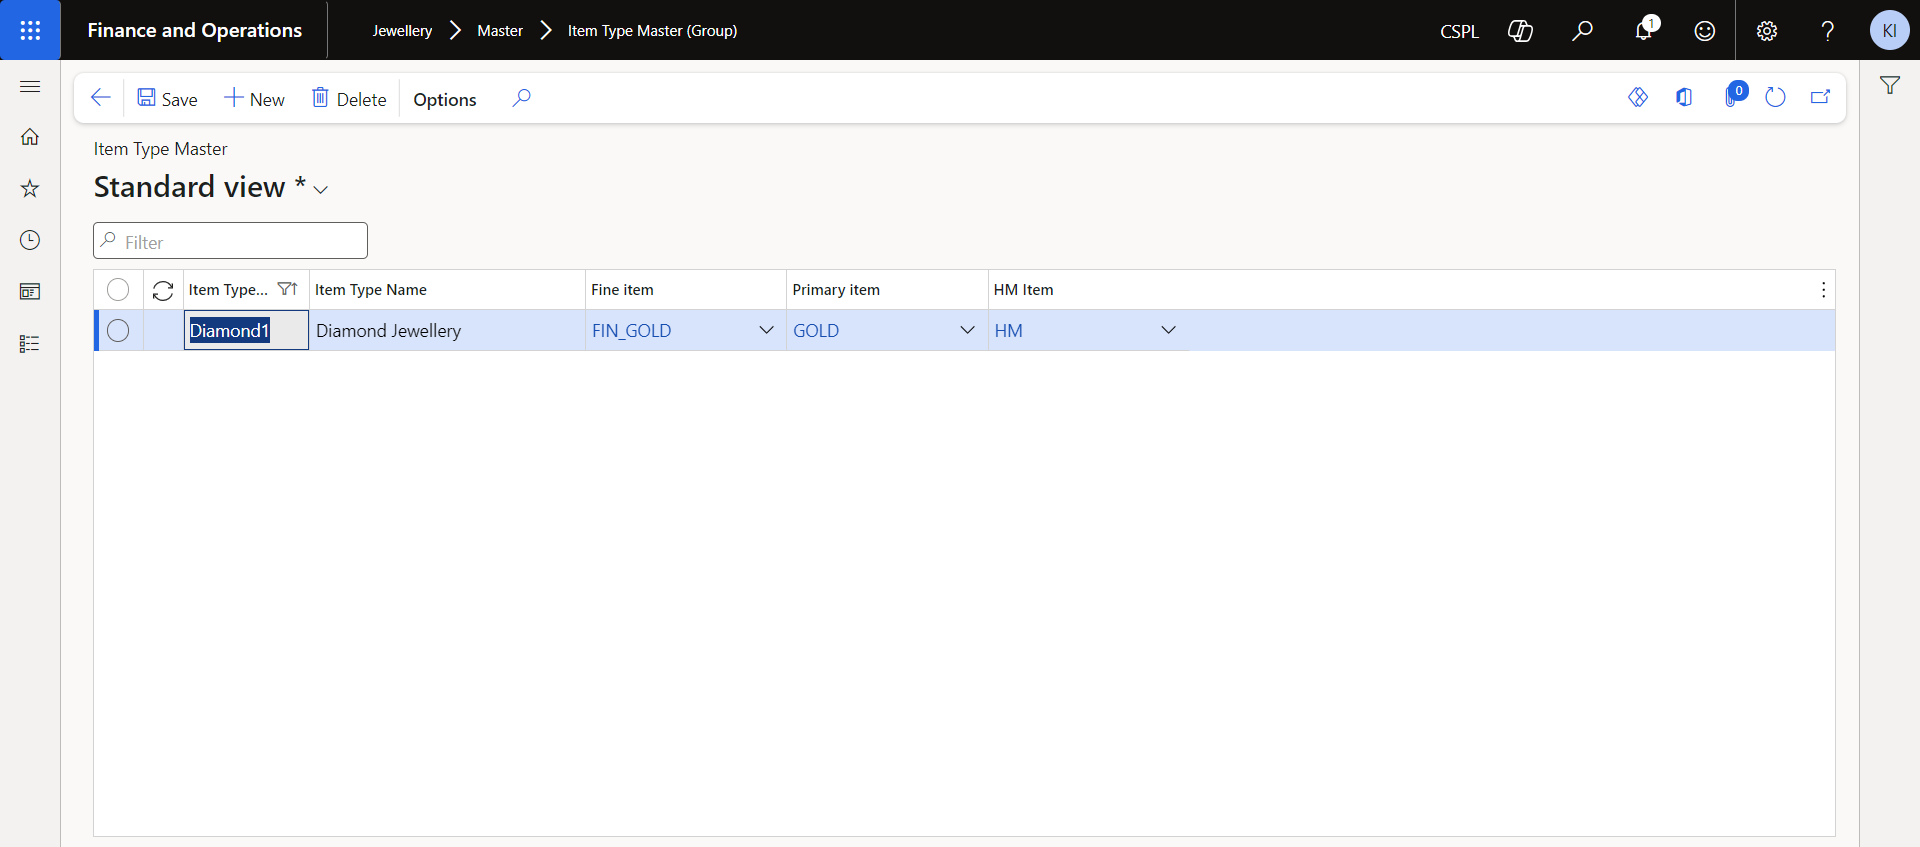 Finance and Operations
Jewellery > Master > Item Type Master (Group)
CSPL
1
?
KI
Save
New
Delete
Options
0
Item Type Master
Standard view *
Filter
Item Type... Item Type Name Fine item Primary item HM Item
Diamond1 Diamond Jewellery FIN_GOLD GOLD HM